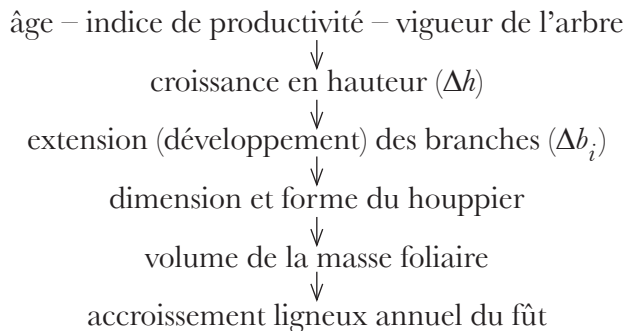 âge – indice de productivité – vigueur de l’arbre
croissance en hauteur (Δh)
extension (développement) des branches (Δbᵢ)
dimension et forme du houppier
volume de la masse foliaire
accroissement ligneux annuel du fût